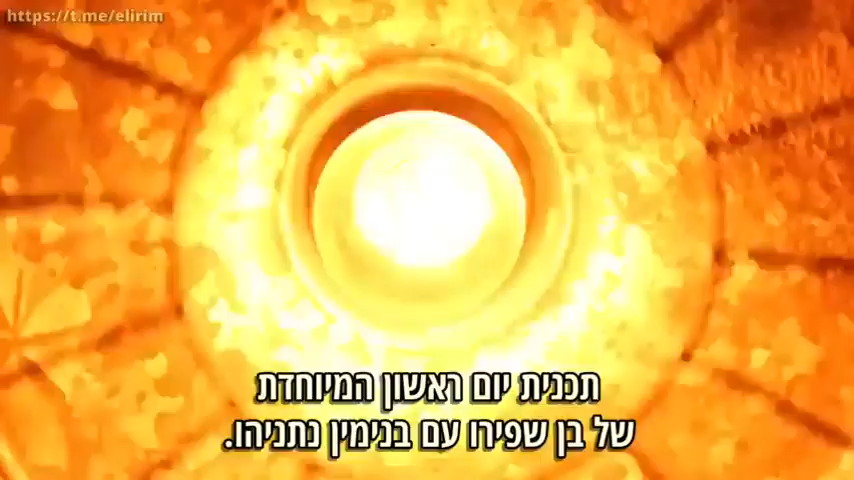 https://t.me/elirim
תכנית יום ראשון המיוחדת
של בן שפירו עם בנימין נתניהו.